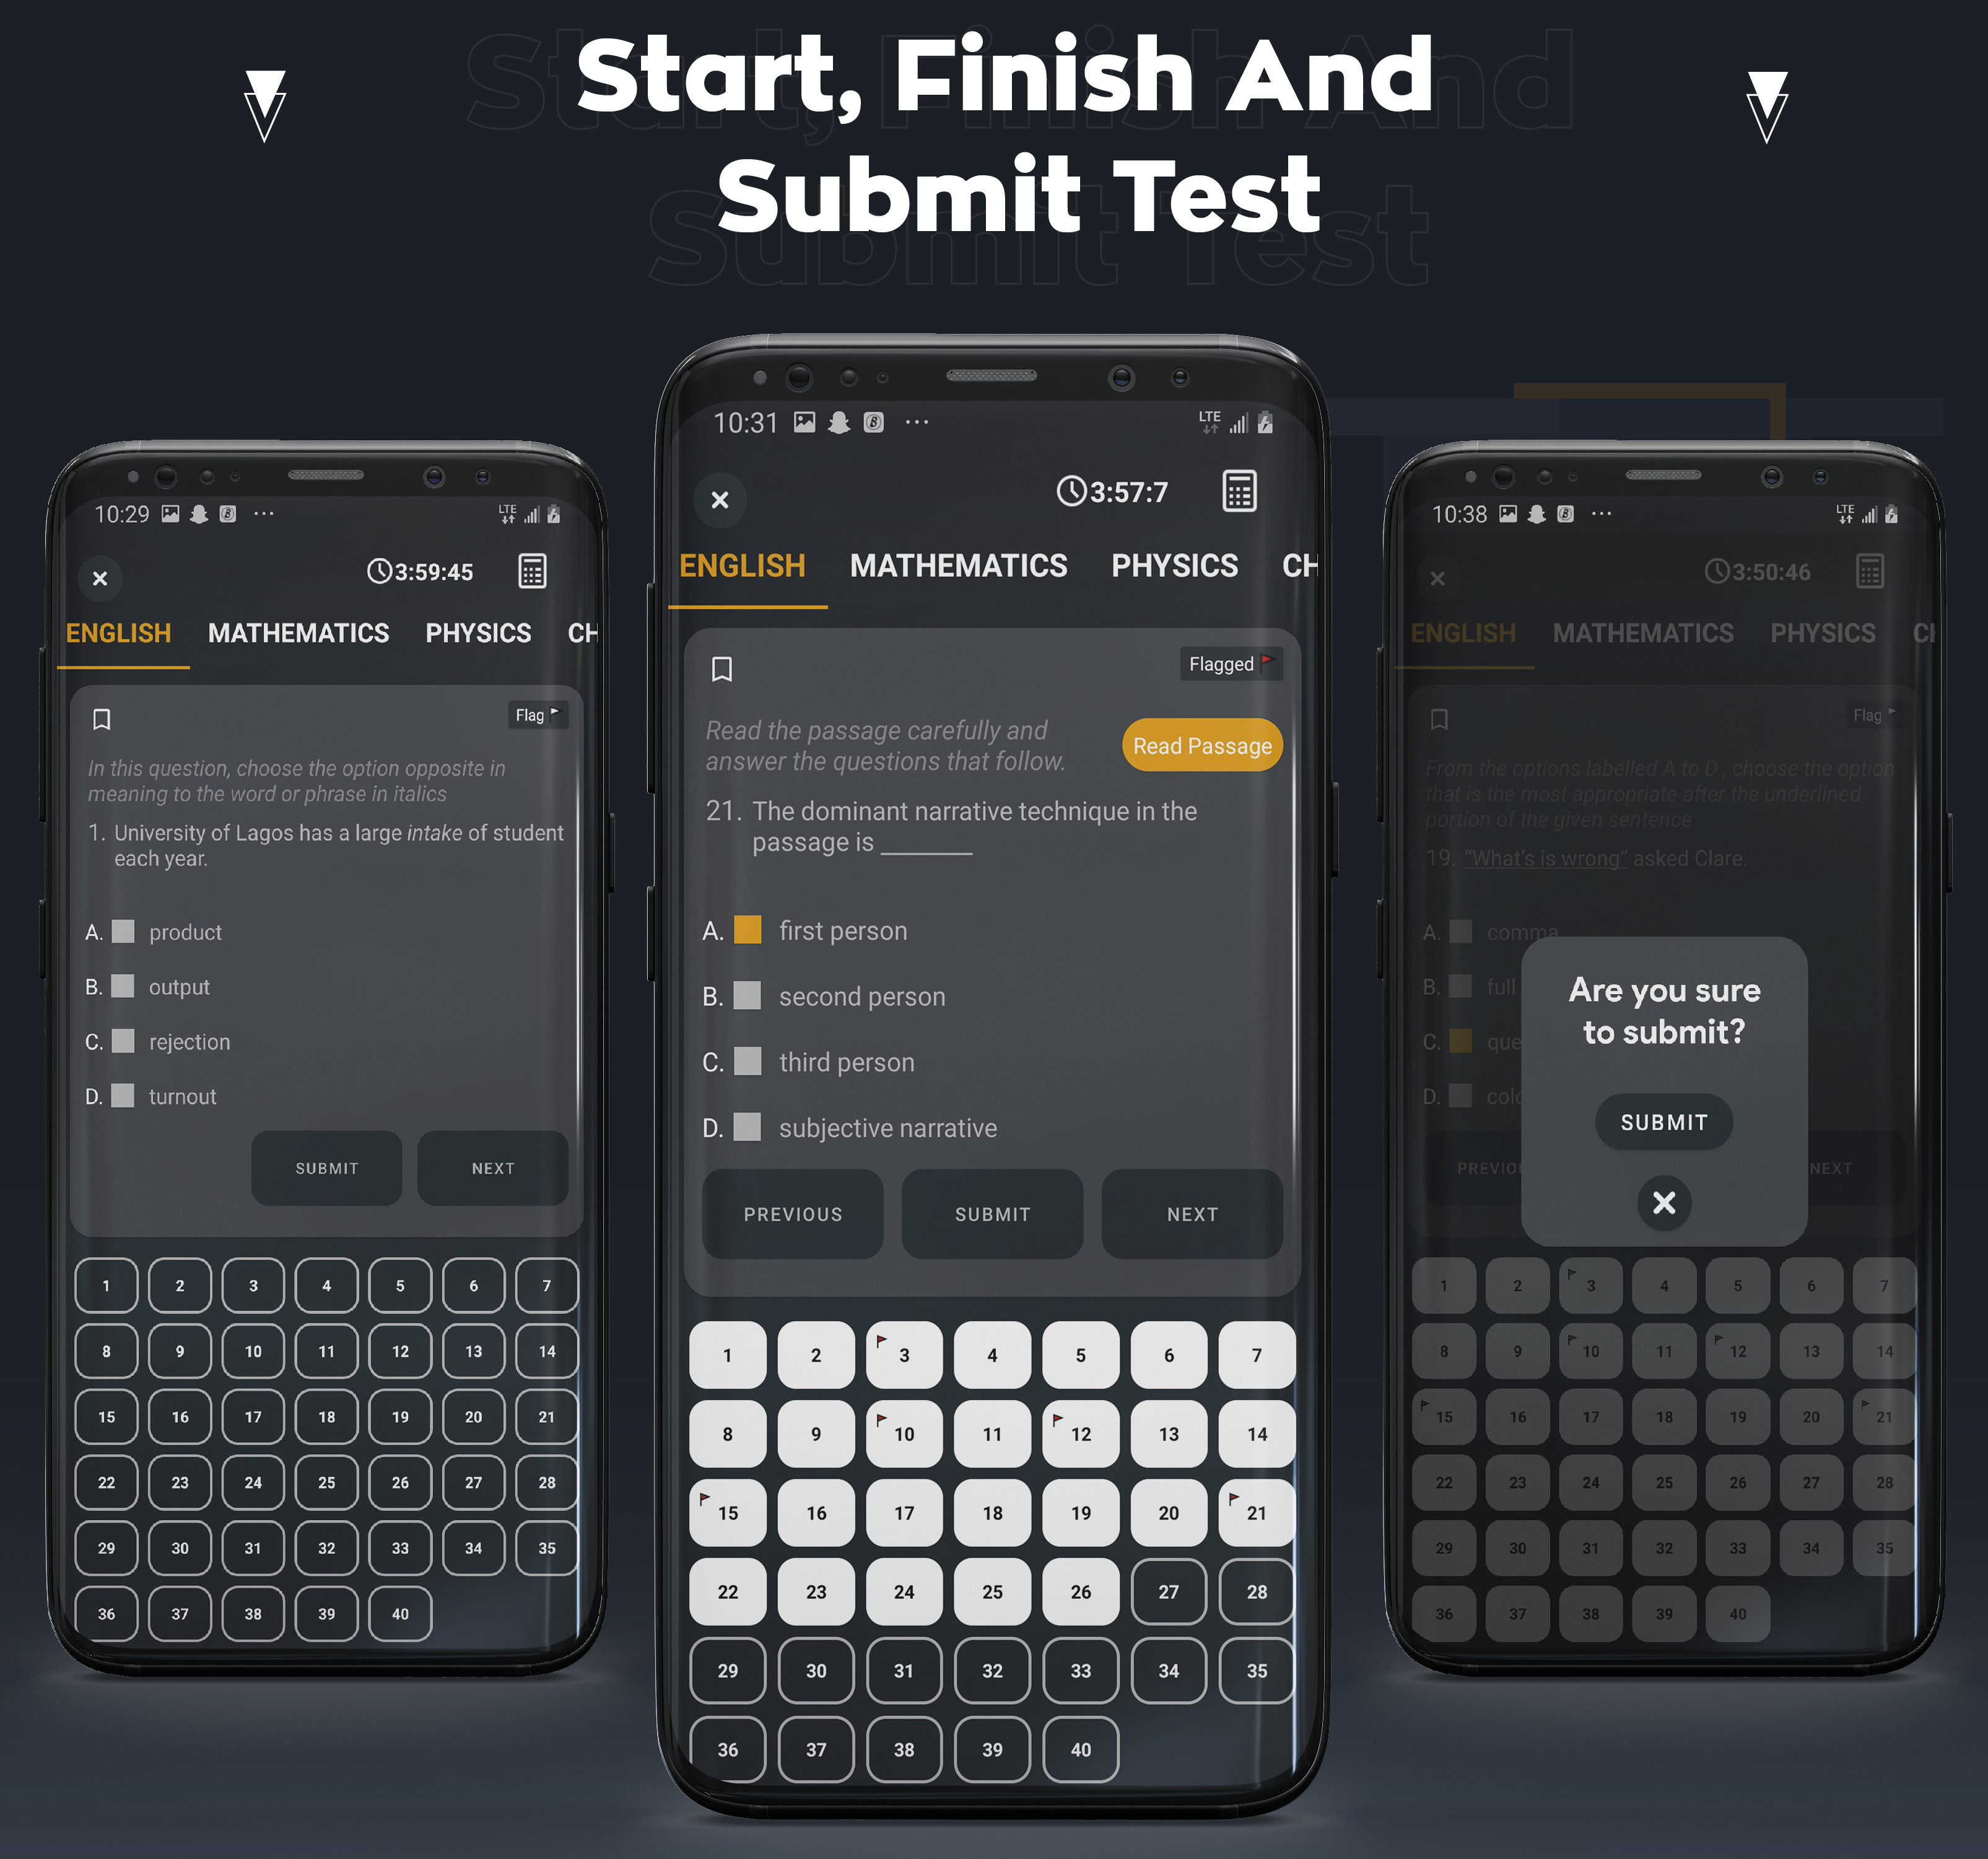 Start, Finish And
Submit Test
10:29
LTE
3:59:45
ENGLISH MATHEMATICS PHYSICS CH
Flag
In this question, choose the option opposite in
meaning to the word or phrase in italics
1. University of Lagos has a large intake of student
each year.
A. product
B. output
C. rejection
D. turnout
SUBMIT NEXT
1 2 3 4 5 6 7
8 9 10 11 12 13 14
15 16 17 18 19 20 21
22 23 24 25 26 27 28
29 30 31 32 33 34 35
36 37 38 39 40
10:31
LTE
3:57:7
ENGLISH MATHEMATICS PHYSICS CH
Flagged
Read the passage carefully and
answer the questions that follow.
Read Passage
21. The dominant narrative technique in the
passage is ________
A. first person
B. second person
C. third person
D. subjective narrative
PREVIOUS SUBMIT NEXT
1 2 3 4 5 6 7
8 9 10 11 12 13 14
15 16 17 18 19 20 21
22 23 24 25 26 27 28
29 30 31 32 33 34 35
36 37 38 39 40
10:38
LTE
3:50:46
ENGLISH MATHEMATICS PHYSICS CH
Flag
From the options labelled A to D , choose the option
that is the most appropriate after the underlined
portion of the given sentence
19. “What’s is wrong” asked Clare.
A. comma
B. full
C. que
D. colo
Are you sure
to submit?
SUBMIT
PREVIOU NEXT
1 2 3 4 5 6 7
8 9 10 11 12 13 14
15 16 17 18 19 20 21
22 23 24 25 26 27 28
29 30 31 32 33 34 35
36 37 38 39 40